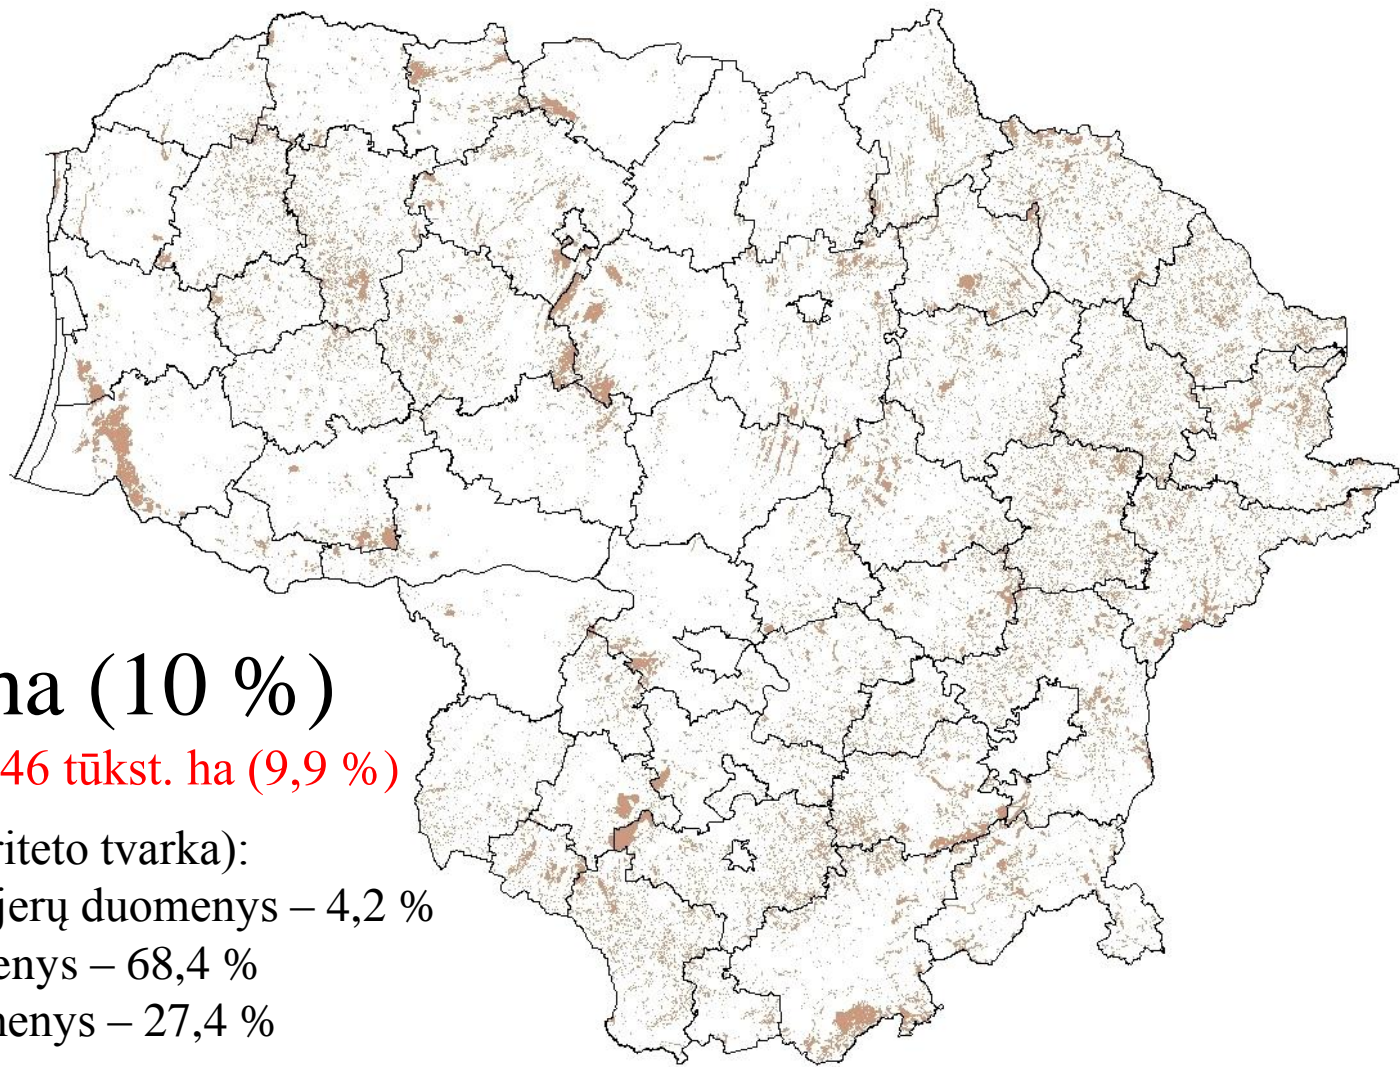 ha (10 %)
46 tūkst. ha (9,9 %)
riteto tvarka):
jerų duomenys – 4,2 %
enys – 68,4 %
menys – 27,4 %